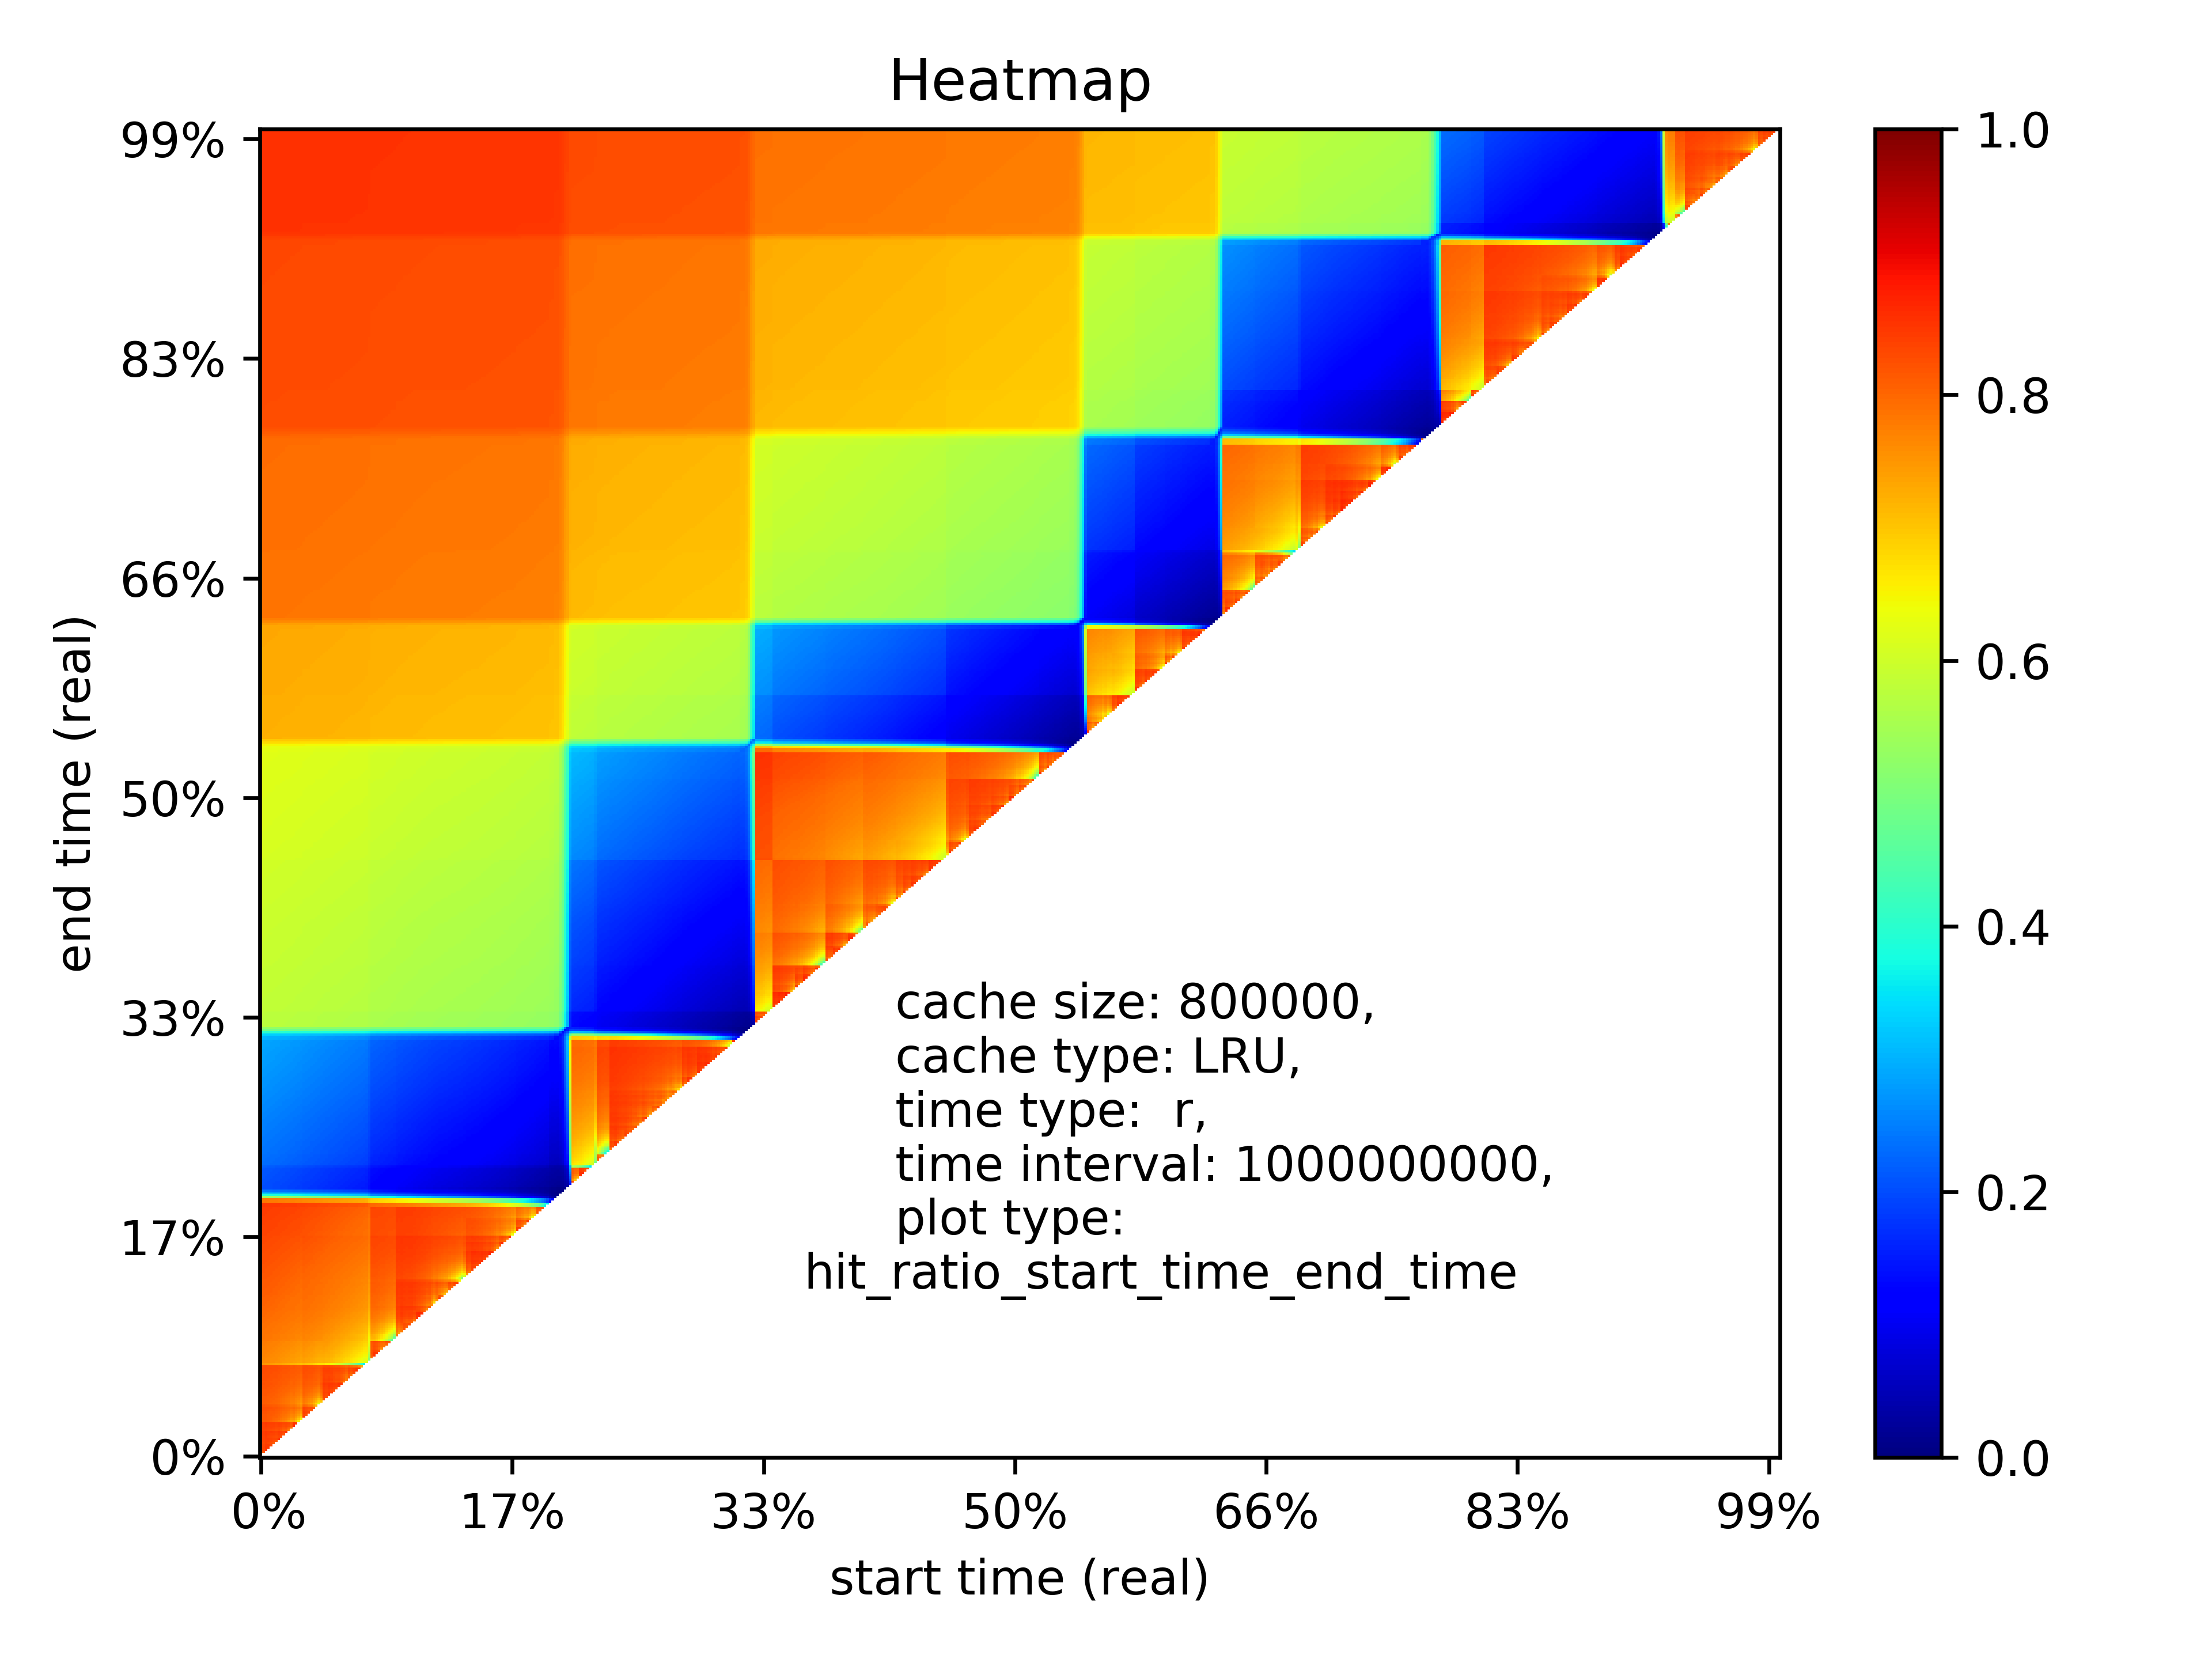 Heatmap
99%
83%
66%
50%
33%
17%
0%
end time (real)
0% 17% 33% 50% 66% 83% 99%
start time (real)
cache size: 800000,
cache type: LRU,
time type:  r,
time interval: 1000000000,
plot type:
hit_ratio_start_time_end_time
1.0
0.8
0.6
0.4
0.2
0.0